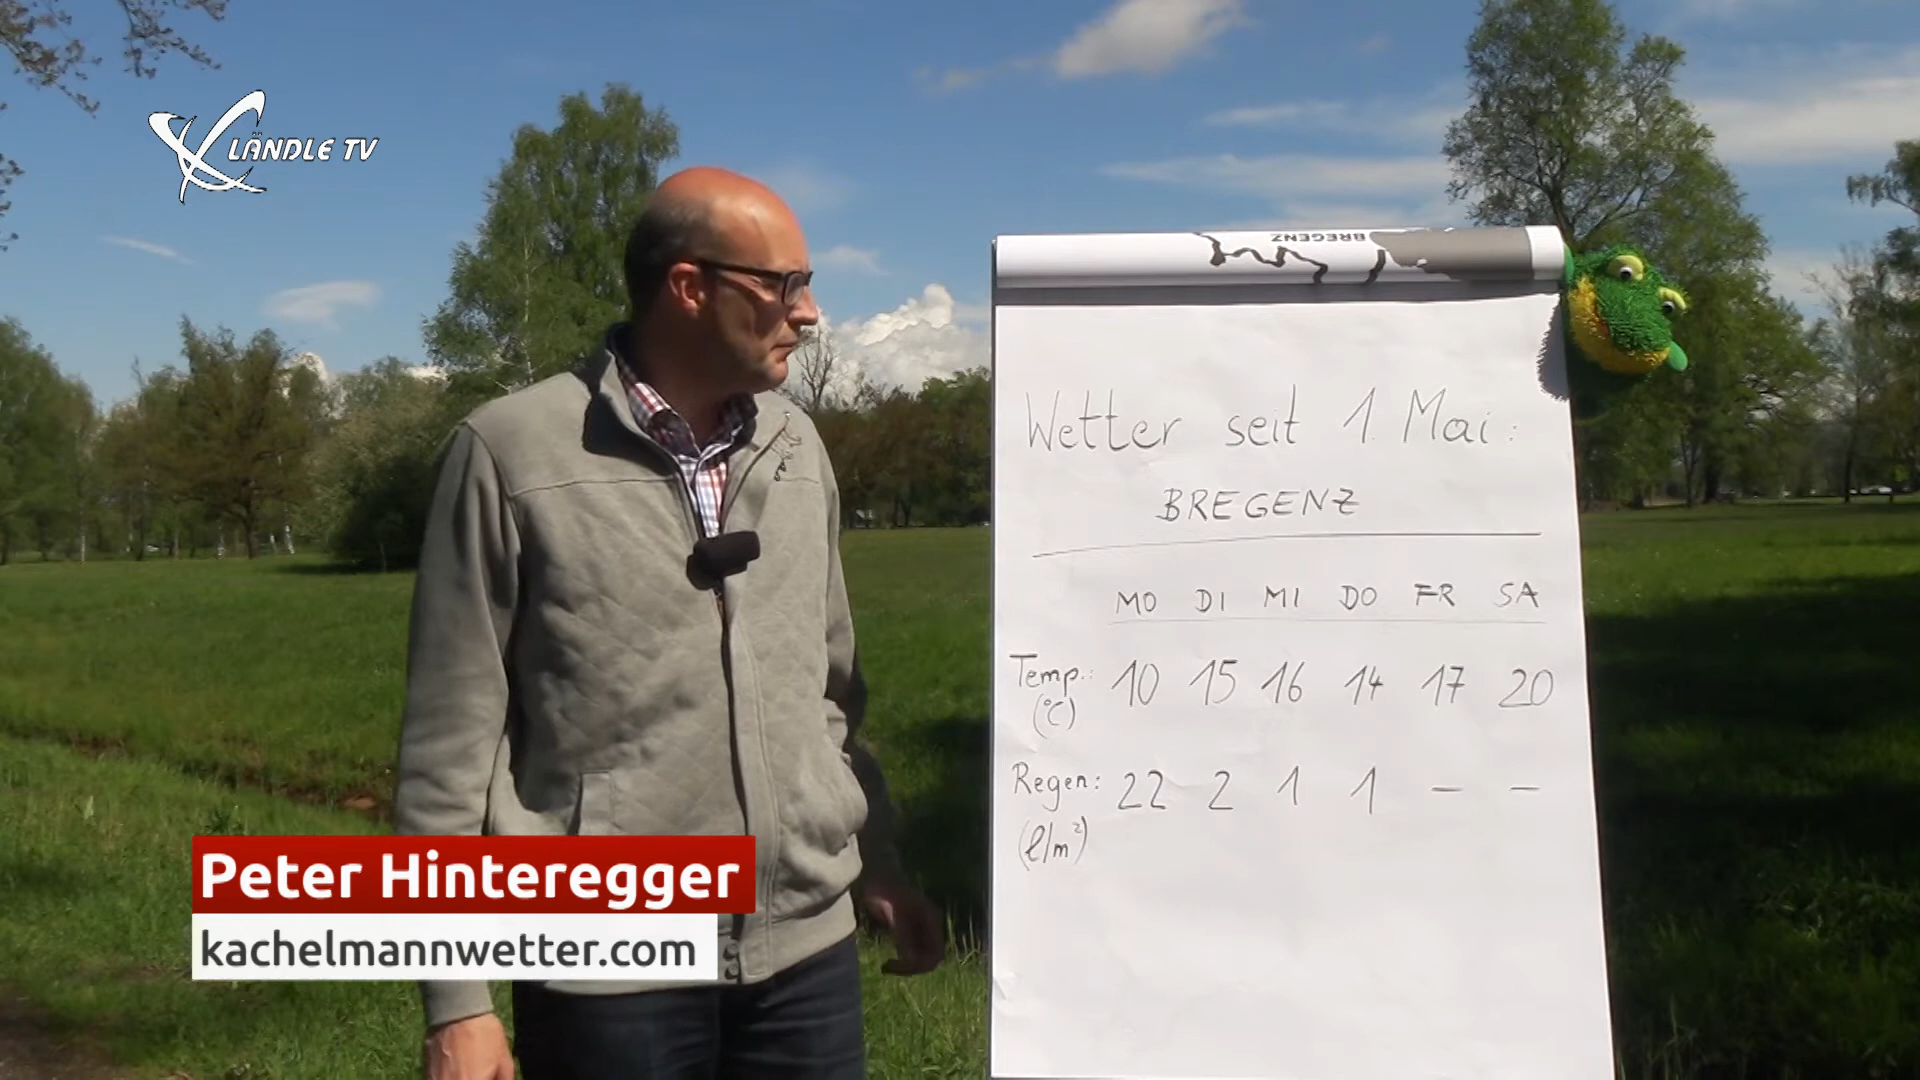 LÄNDLE TV
BREGENZ
Wetter seit 1. Mai:
BREGENZ
MO DI MI DO FR SA
Temp.: 10 15 16 14 17 20
(°C)
Regen: 22 2 1 1 – –
(l/m²)
Peter Hinteregger
kachelmannwetter.com